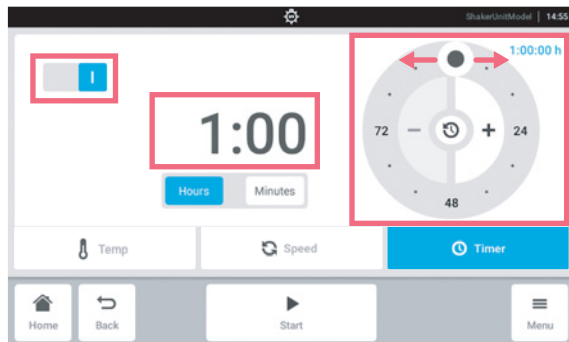 ShakerUnitModel | 14:55
1:00:00 h
I
1:00
72
24
48
Hours
Minutes
Temp
Speed
Timer
Home
Back
Start
Menu